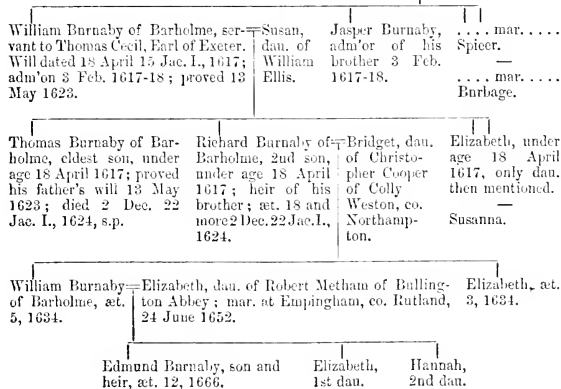 William Burnaby of Barholme, ser-
vant to Thomas Cecil, Earl of Exeter.
Will dated 18 April 15 Jac. I., 1617;
adm'on 3 Feb. 1617-18; proved 13
May 1623.
Susan,
dau. of
William
Ellis.
Jasper Burnaby,
adm'or of his
brother 3 Feb.
1617-18.
. . . . mar. . . . .
Spicer.
—
. . . . mar. . . . .
Burbage.
Thomas Burnaby of Bar-
holme, eldest son, under
age 18 April 1617; proved
his father's will 13 May
1623; died 2 Dec. 22
Jac. I., 1624, s.p.
Richard Burnaby of
Barholme, 2nd son,
under age 18 April
1617; heir of his
brother; æt. 18 and
more 2 Dec. 22 Jac. I.,
1624.
Bridget, dau.
of Christo-
pher Cooper
of Colly
Weston, co.
Northamp-
ton.
Elizabeth, under
age 18 April
1617, only dau.
then mentioned.
—
Susanna.
William Burnaby
of Barholme, æt.
5, 1634.
Elizabeth, dau. of Robert Metham of Bulling-
ton Abbey; mar. at Empingham, co. Rutland,
24 June 1652.
Elizabeth, æt.
3, 1634.
Edmund Burnaby, son and
heir, æt. 12, 1666.
Elizabeth,
1st dau.
Hannah,
2nd dau.